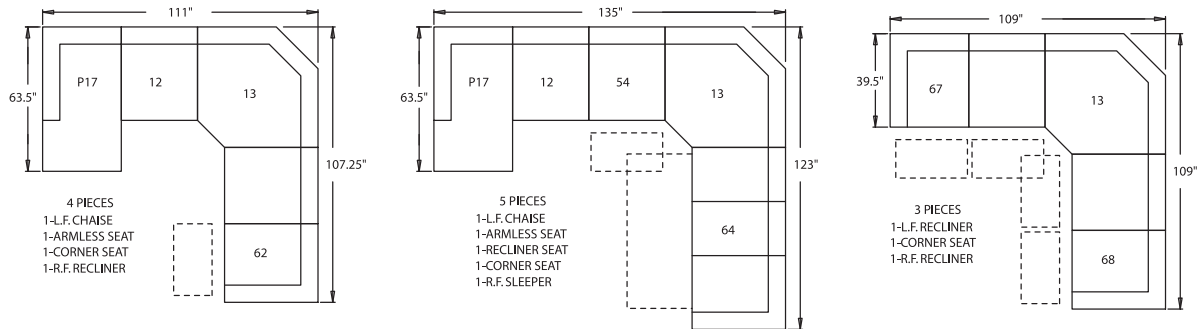 111"
63.5"
P17
12
13
107.25"
62
4 PIECES
1-L.F. CHAISE
1-ARMLESS SEAT
1-CORNER SEAT
1-R.F. RECLINER
135"
63.5"
P17
12
54
13
123"
64
5 PIECES
1-L.F. CHAISE
1-ARMLESS SEAT
1-RECLINER SEAT
1-CORNER SEAT
1-R.F. SLEEPER
109"
39.5"
67
13
109"
68
3 PIECES
1-L.F. RECLINER
1-CORNER SEAT
1-R.F. RECLINER